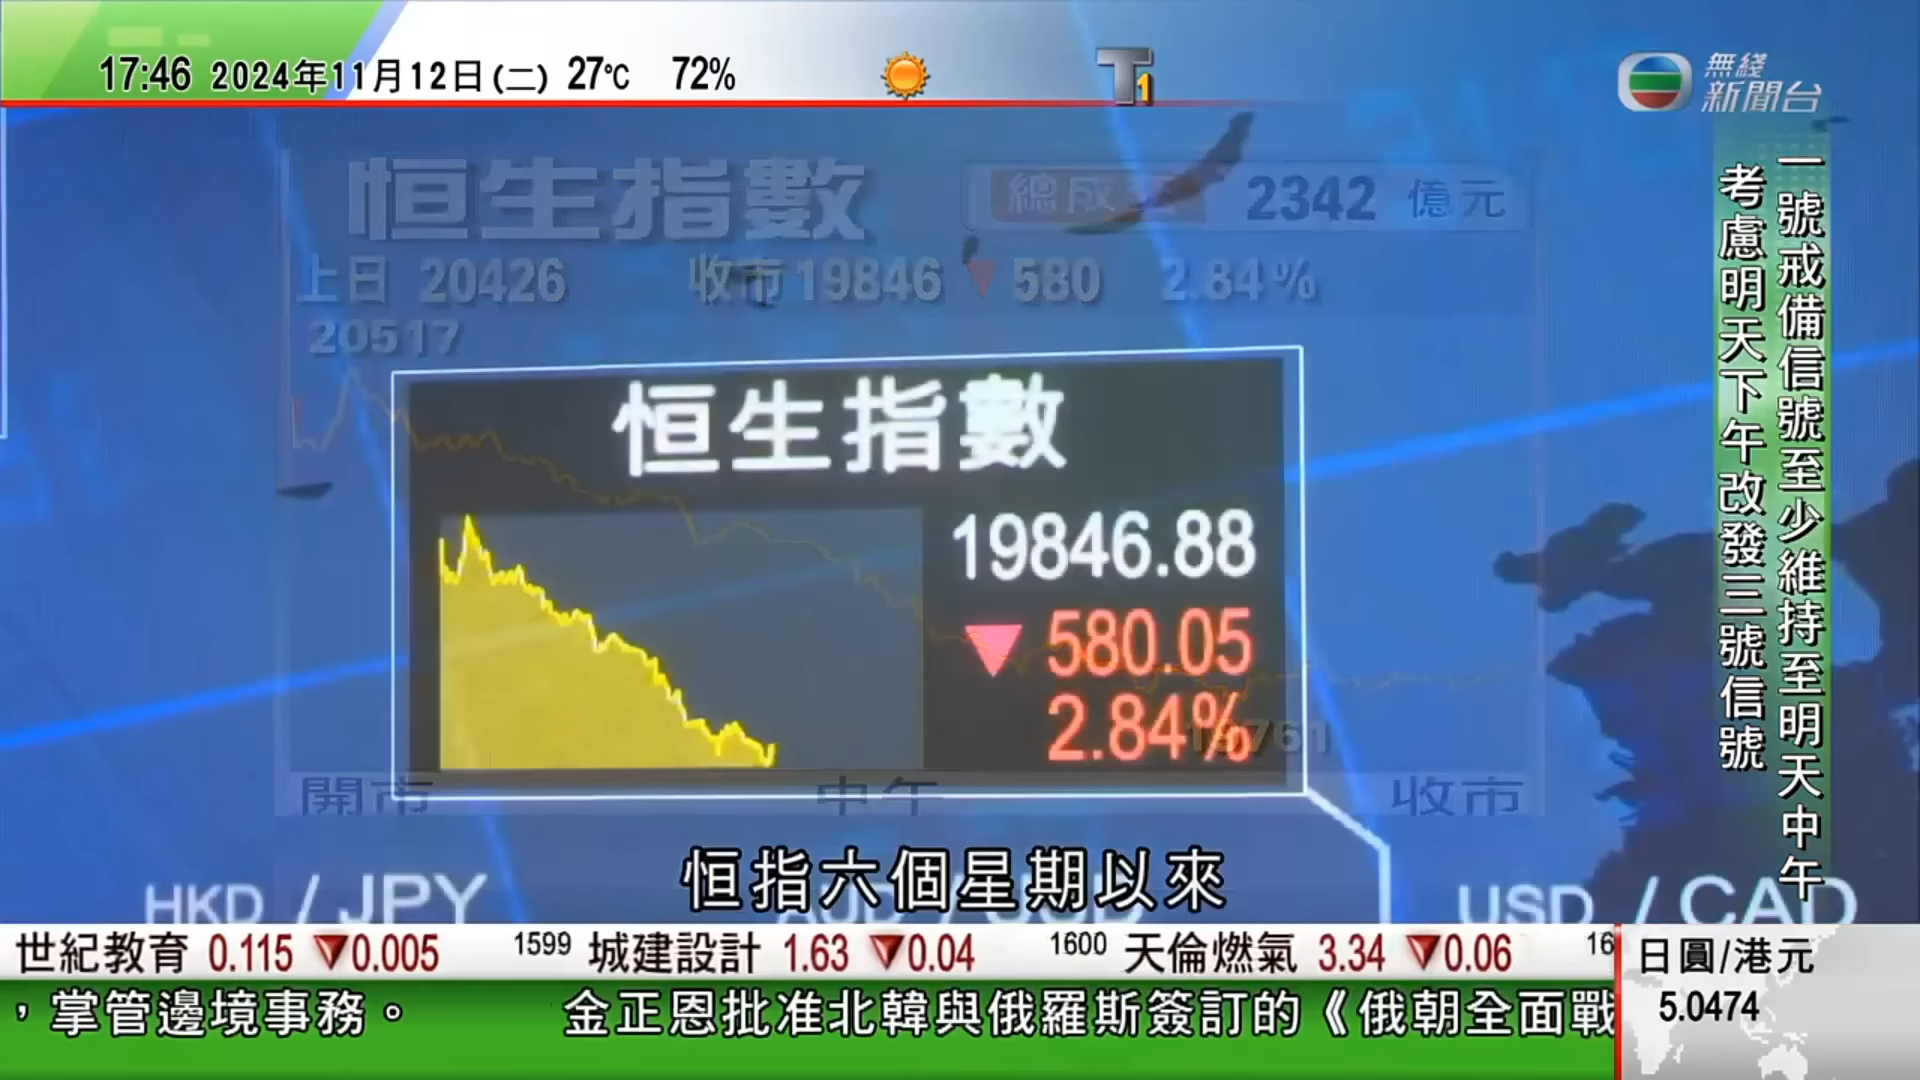 17:46 2024年11月12日(二) 27℃ 72%
T1
無綫
新聞台
一號戒備信號至少維持至明天中午
考慮明天下午改發三號信號
恒生指數
2342 億元
上日 20426 收市 19846 ▼ 580 2.84%
20517
恒生指數
19846.88
▼ 580.05
2.84%
19761
開市 中午 收市
HKD / JPY
USD / CAD
恒指六個星期以來
世紀教育 0.115 ▼0.005 1599 城建設計 1.63 ▼0.04 1600 天倫燃氣 3.34 ▼0.06 16
，掌管邊境事務。 金正恩批准北韓與俄羅斯簽訂的《俄朝全面戰
日圓/港元
5.0474